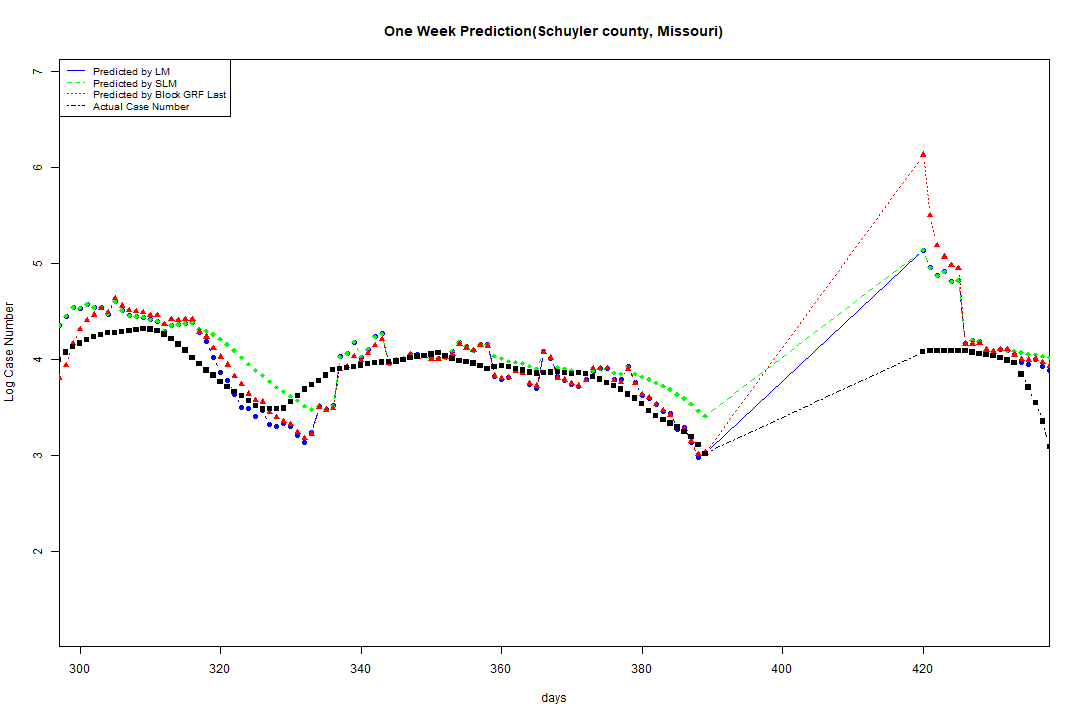 One Week Prediction(Schuyler county, Missouri)
Predicted by LM
Predicted by SLM
Predicted by Block GRF Last
Actual Case Number
7
6
5
4
3
2
Log Case Number
300 320 340 360 380 400 420
days